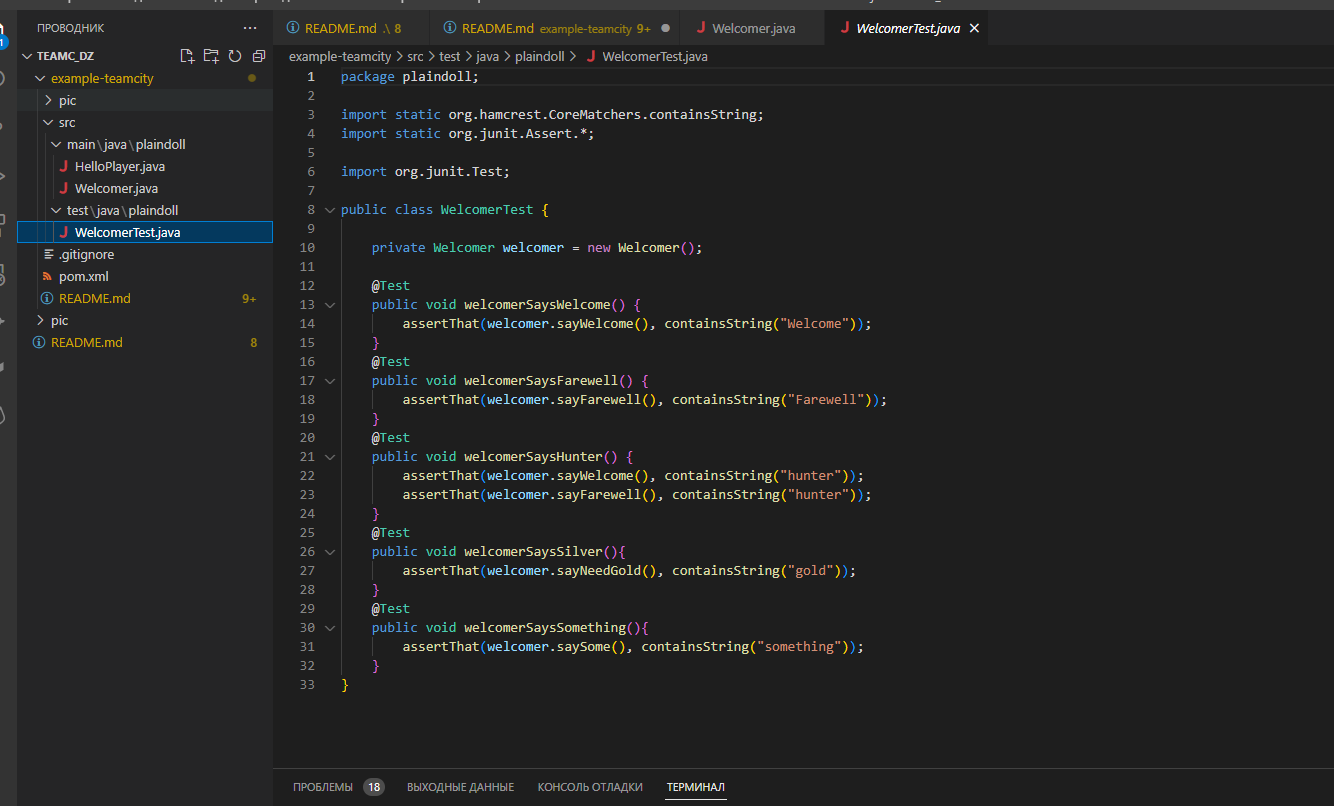 ПРОВОДНИК ...
TEAMC_DZ
example-teamcity
pic
src
main\java\plaindoll
HelloPlayer.java
Welcomer.java
test\java\plaindoll
WelcomerTest.java
.gitignore
pom.xml
README.md 9+
pic
README.md 8
README.md .\ 8
README.md example-teamcity 9+
Welcomer.java
WelcomerTest.java
example-teamcity > src > test > java > plaindoll > WelcomerTest.java
1 package plaindoll;
2
3 import static org.hamcrest.CoreMatchers.containsString;
4 import static org.junit.Assert.*;
5
6 import org.junit.Test;
7
8 public class WelcomerTest {
9
10 private Welcomer welcomer = new Welcomer();
11
12 @Test
13 public void welcomerSaysWelcome() {
14 assertThat(welcomer.sayWelcome(), containsString("Welcome"));
15 }
16 @Test
17 public void welcomerSaysFarewell() {
18 assertThat(welcomer.sayFarewell(), containsString("Farewell"));
19 }
20 @Test
21 public void welcomerSaysHunter() {
22 assertThat(welcomer.sayWelcome(), containsString("hunter"));
23 assertThat(welcomer.sayFarewell(), containsString("hunter"));
24 }
25 @Test
26 public void welcomerSaysSilver(){
27 assertThat(welcomer.sayNeedGold(), containsString("gold"));
28 }
29 @Test
30 public void welcomerSaysSomething(){
31 assertThat(welcomer.saySome(), containsString("something"));
32 }
33 }
ПРОБЛЕМЫ 18 ВЫХОДНЫЕ ДАННЫЕ КОНСОЛЬ ОТЛАДКИ ТЕРМИНАЛ